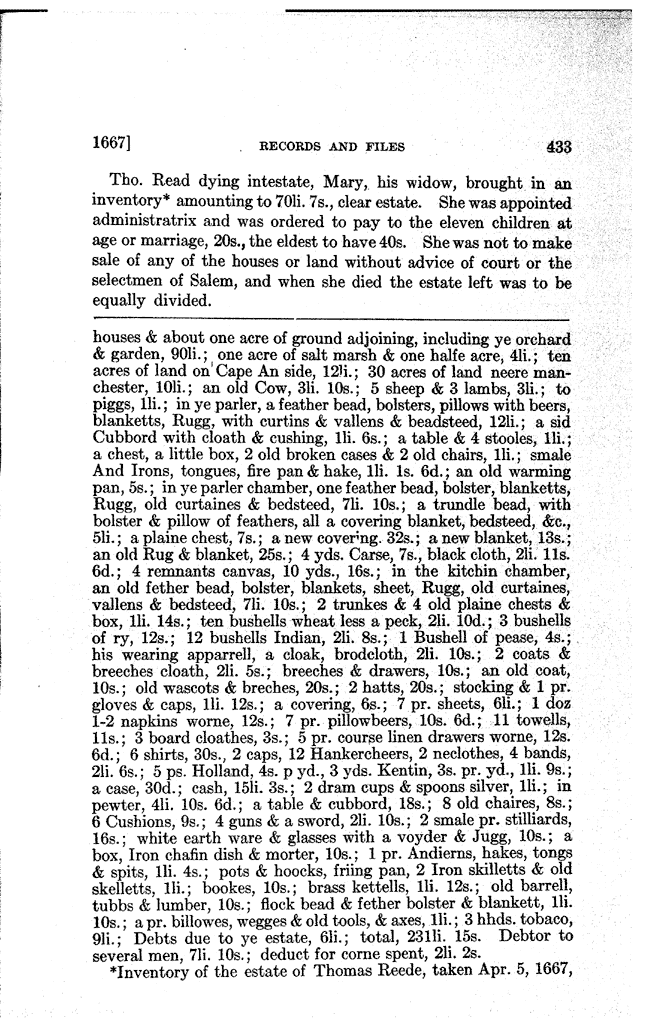 1667] RECORDS AND FILES 433
Tho. Read dying intestate, Mary, his widow, brought in an
inventory* amounting to 70li. 7s., clear estate. She was appointed
administratrix and was ordered to pay to the eleven children at
age or marriage, 20s., the eldest to have 40s. She was not to make
sale of any of the houses or land without advice of court or the
selectmen of Salem, and when she died the estate left was to be
equally divided.
houses & about one acre of ground adjoining, including ye orchard
& garden, 90li.; one acre of salt marsh & one halfe acre, 4li.; ten
acres of land on Cape An side, 12li.; 30 acres of land neere man-
chester, 10li.; an old Cow, 3li. 10s.; 5 sheep & 3 lambs, 3li.; to
piggs, 1li.; in ye parler, a feather bead, bolsters, pillows with beers,
blanketts, Rugg, with curtins & vallens & beadsteed, 12li.; a sid
Cubbord with cloath & cushing, 1li. 6s.; a table & 4 stooles, 1li.;
a chest, a little box, 2 old broken cases & 2 old chairs, 1li.; smale
And Irons, tongues, fire pan & hake, 1li. 1s. 6d.; an old warming
pan, 5s.; in ye parler chamber, one feather bead, bolster, blanketts,
Rugg, old curtaines & bedsteed, 7li. 10s.; a trundle bead, with
bolster & pillow of feathers, all a covering blanket, bedsteed, &c.,
5li.; a plaine chest, 7s.; a new covering. 32s.; a new blanket, 13s.;
an old Rug & blanket, 25s.; 4 yds. Carse, 7s., black cloth, 2li. 11s.
6d.; 4 remnants canvas, 10 yds., 16s.; in the kitchin chamber,
an old fether bead, bolster, blankets, sheet, Rugg, old curtaines,
vallens & bedsteed, 7li. 10s.; 2 trunkes & 4 old plaine chests &
box, 1li. 14s.; ten bushells wheat less a peck, 2li. 10d.; 3 bushells
of ry, 12s.; 12 bushells Indian, 2li. 8s.; 1 Bushell of pease, 4s.;
his wearing apparrell, a cloak, brodcloth, 2li. 10s.; 2 coats &
breeches cloath, 2li. 5s.; breeches & drawers, 10s.; an old coat,
10s.; old wascots & breches, 20s.; 2 hatts, 20s.; stocking & 1 pr.
gloves & caps, 1li. 12s.; a covering, 6s.; 7 pr. sheets, 6li.; 1 doz
1-2 napkins worne, 12s.; 7 pr. pillowbeers, 10s. 6d.; 11 towells,
11s.; 3 board cloathes, 3s.; 5 pr. course linen drawers worne, 12s.
6d.; 6 shirts, 30s., 2 caps, 12 Hankercheers, 2 neclothes, 4 bands,
2li. 6s.; 5 ps. Holland, 4s. p yd., 3 yds. Kentin, 3s. pr. yd., 1li. 9s.;
a case, 30d.; cash, 15li. 3s.; 2 dram cups & spoons silver, 1li.; in
pewter, 4li. 10s. 6d.; a table & cubbord, 18s.; 8 old chaires, 8s.;
6 Cushions, 9s.; 4 guns & a sword, 2li. 10s.; 2 smale pr. stilliards,
16s.; white earth ware & glasses with a voyder & Jugg, 10s.; a
box, Iron chafin dish & morter, 10s.; 1 pr. Andierns, hakes, tongs
& spits, 1li. 4s.; pots & hoocks, friing pan, 2 Iron skilletts & old
skelletts, 1li.; bookes, 10s.; brass kettells, 1li. 12s.; old barrell,
tubbs & lumber, 10s.; flock bead & fether bolster & blankett, 1li.
10s.; a pr. billowes, wegges & old tools, & axes, 1li.; 3 hhds. tobaco,
9li.; Debts due to ye estate, 6li.; total, 231li. 15s. Debtor to
several men, 7li. 10s.; deduct for corne spent, 2li. 2s.
*Inventory of the estate of Thomas Reede, taken Apr. 5, 1667,